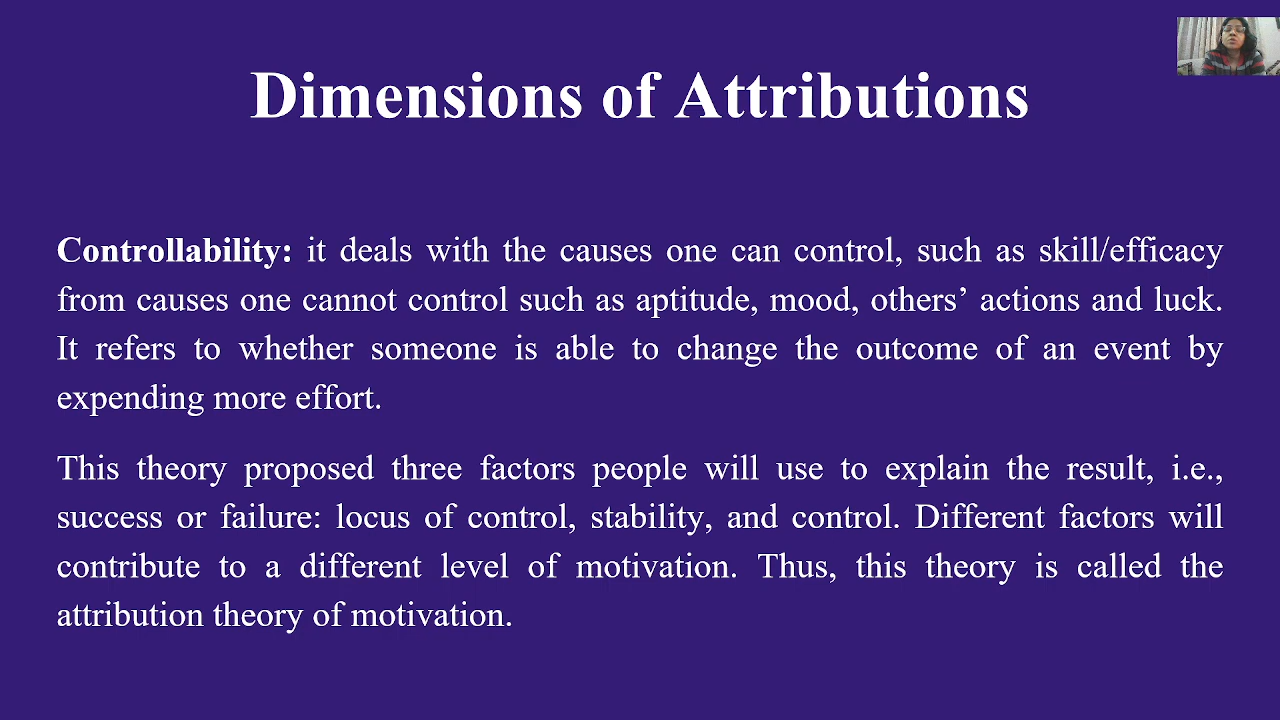 Dimensions of Attributions
Controllability: it deals with the causes one can control, such as skill/efficacy
from causes one cannot control such as aptitude, mood, others’ actions and luck.
It refers to whether someone is able to change the outcome of an event by
expending more effort.
This theory proposed three factors people will use to explain the result, i.e.,
success or failure: locus of control, stability, and control. Different factors will
contribute to a different level of motivation. Thus, this theory is called the
attribution theory of motivation.